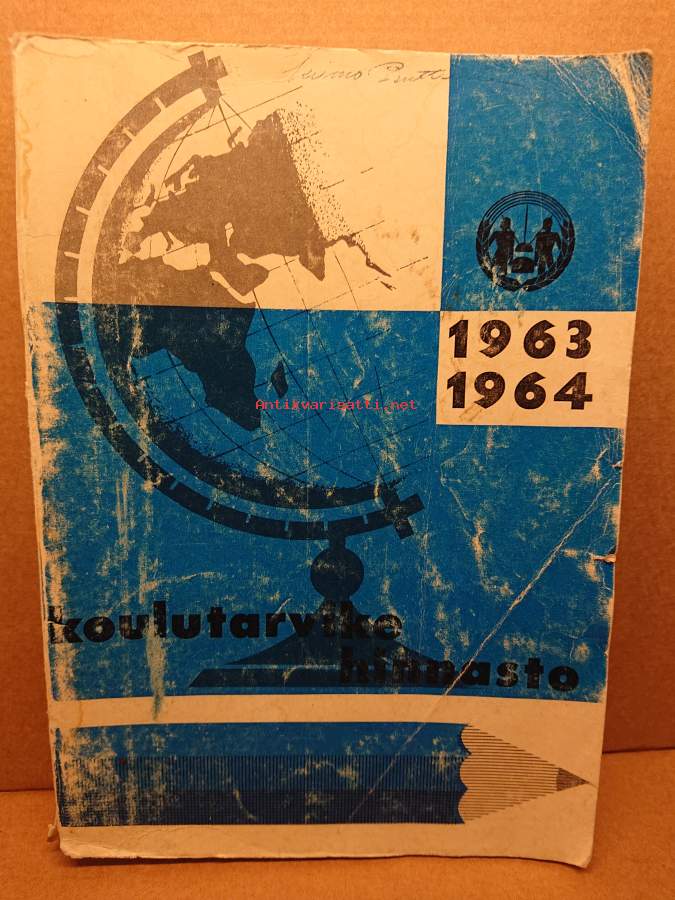 1963
1964
Antikvariaatti.net
koulutarvike
hinnasto